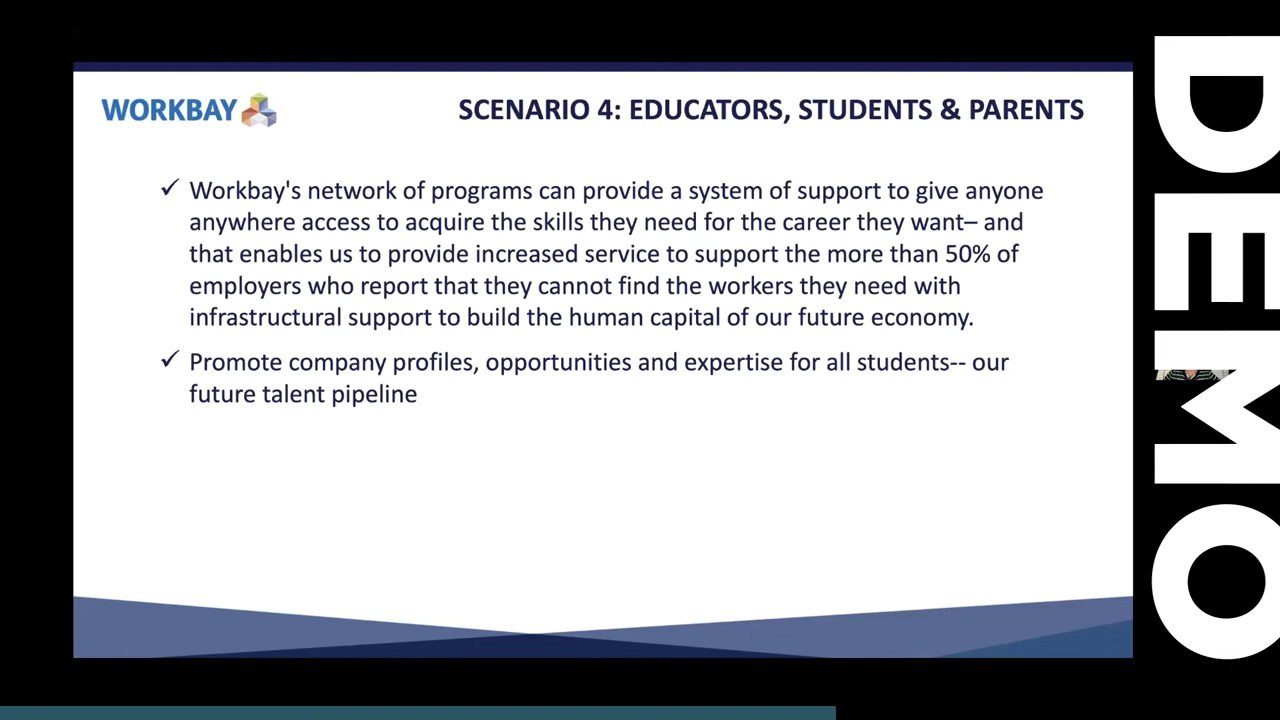 WORKBAY
SCENARIO 4: EDUCATORS, STUDENTS & PARENTS
✓ Workbay's network of programs can provide a system of support to give anyone
anywhere access to acquire the skills they need for the career they want– and
that enables us to provide increased service to support the more than 50% of
employers who report that they cannot find the workers they need with
infrastructural support to build the human capital of our future economy.
✓ Promote company profiles, opportunities and expertise for all students-- our
future talent pipeline
DEMO